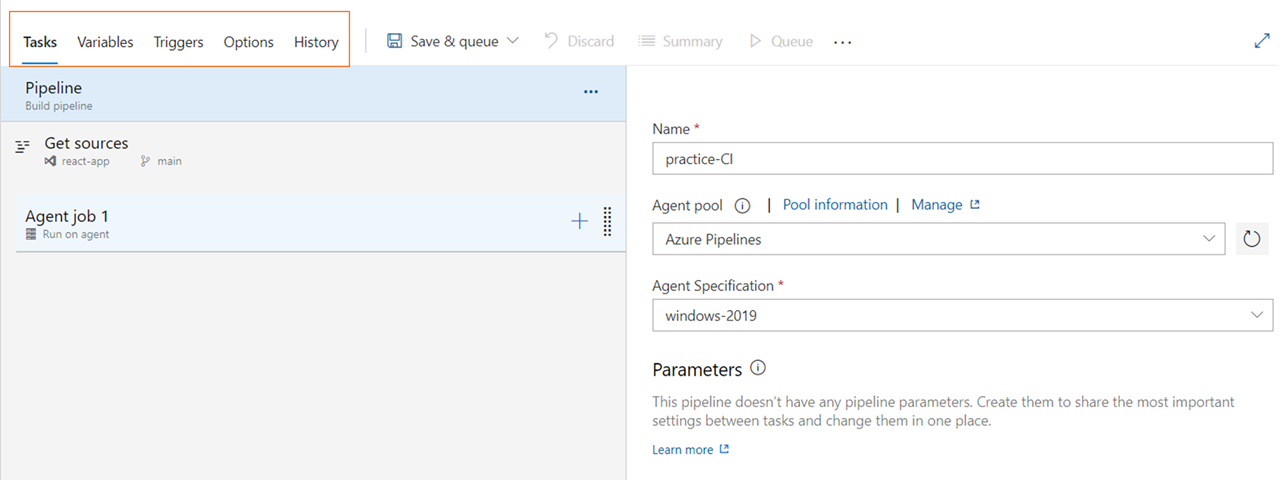 Tasks Variables Triggers Options History Save & queue Discard Summary Queue ...
Pipeline ...
Build pipeline
Get sources
react-app main
Agent job 1
Run on agent
Name *
practice-CI
Agent pool | Pool information | Manage
Azure Pipelines
Agent Specification *
windows-2019
Parameters
This pipeline doesn't have any pipeline parameters. Create them to share the most important
settings between tasks and change them in one place.
Learn more